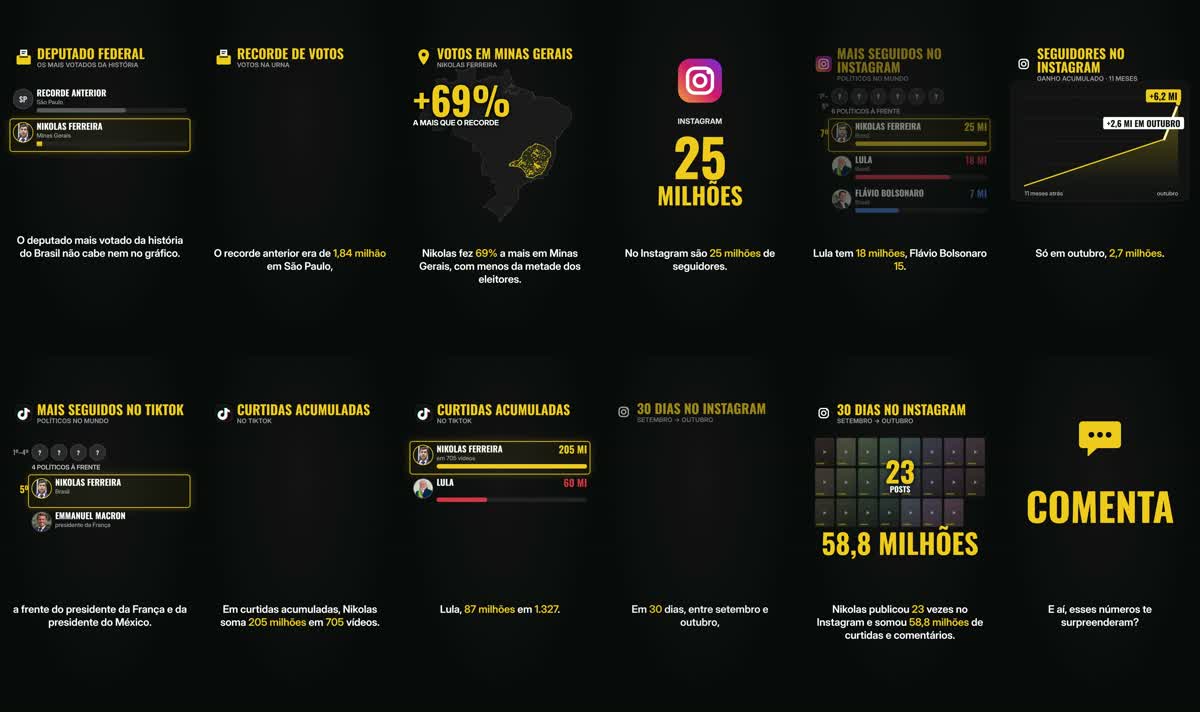 DEPUTADO FEDERAL
OS MAIS VOTADOS DA HISTÓRIA
SP
RECORDE ANTERIOR
São Paulo
NIKOLAS FERREIRA
Minas Gerais
O deputado mais votado da história
do Brasil não cabe nem no gráfico.
RECORDE DE VOTOS
VOTOS NA URNA
O recorde anterior era de 1,84 milhão
em São Paulo,
VOTOS EM MINAS GERAIS
NIKOLAS FERREIRA
+69%
A MAIS QUE O RECORDE
Nikolas fez 69% a mais em Minas
Gerais, com menos da metade dos
eleitores.
INSTAGRAM
25
MILHÕES
No Instagram são 25 milhões de
seguidores.
MAIS SEGUIDOS NO
INSTAGRAM
POLÍTICOS NO MUNDO
? ? ? ? ? ?
6 POLÍTICOS À FRENTE
7º
NIKOLAS FERREIRA
25 MI
Brasil
LULA
18 MI
Brasil
FLÁVIO BOLSONARO
7 MI
Brasil
Lula tem 18 milhões, Flávio Bolsonaro
15.
SEGUIDORES NO
INSTAGRAM
GANHO ACUMULADO · 11 MESES
+6,2 MI
+2,6 MI EM OUTUBRO
11 meses atrás
outubro
Só em outubro, 2,7 milhões.
MAIS SEGUIDOS NO TIKTOK
POLÍTICOS NO MUNDO
1º-4º ? ? ? ?
4 POLÍTICOS À FRENTE
5º
NIKOLAS FERREIRA
Brasil
EMMANUEL MACRON
presidente da França
a frente do presidente da França e da
presidente do México.
CURTIDAS ACUMULADAS
NO TIKTOK
Em curtidas acumuladas, Nikolas
soma 205 milhões em 705 vídeos.
CURTIDAS ACUMULADAS
NO TIKTOK
NIKOLAS FERREIRA
205 MI
em 705 vídeos
LULA
60 MI
Lula, 87 milhões em 1.327.
30 DIAS NO INSTAGRAM
SETEMBRO → OUTUBRO
Em 30 dias, entre setembro e
outubro,
30 DIAS NO INSTAGRAM
SETEMBRO → OUTUBRO
23
POSTS
58,8 MILHÕES
Nikolas publicou 23 vezes no
Instagram e somou 58,8 milhões de
curtidas e comentários.
COMENTA
E aí, esses números te
surpreenderam?